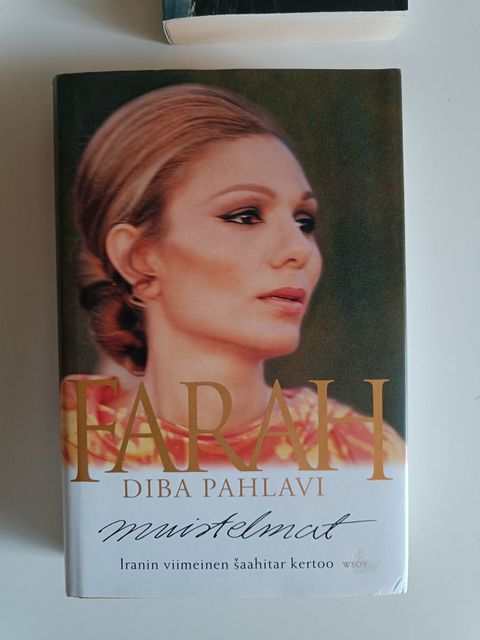 FARAH
DIBA PAHLAVI
muistelmat
Iranin viimeinen šaahitar kertoo
WSOY